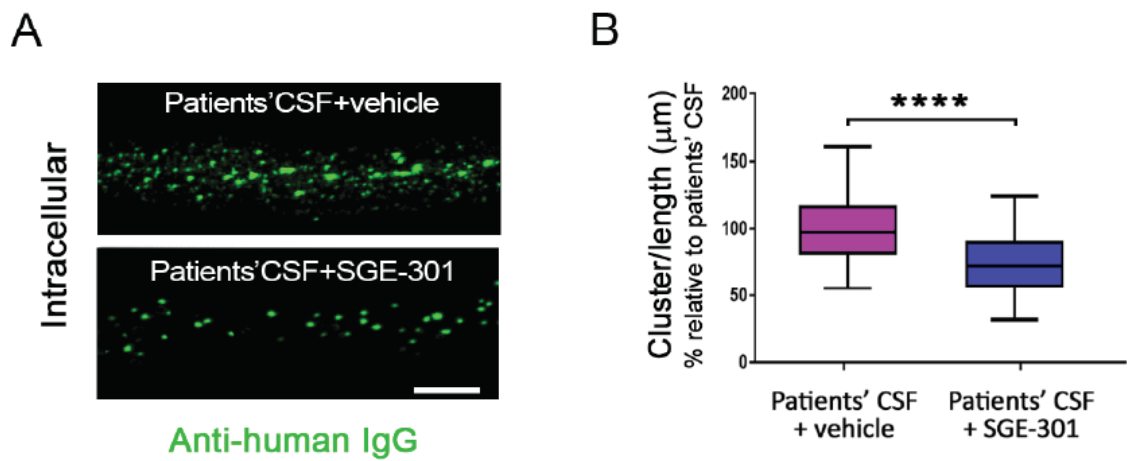 A
Intracellular
Patients'CSF+vehicle
Patients'CSF+SGE-301
Anti-human IgG
B
Cluster/length (μm)
% relative to patients' CSF
200
150
100
50
0
****
Patients' CSF
+ vehicle
Patients' CSF
+ SGE-301